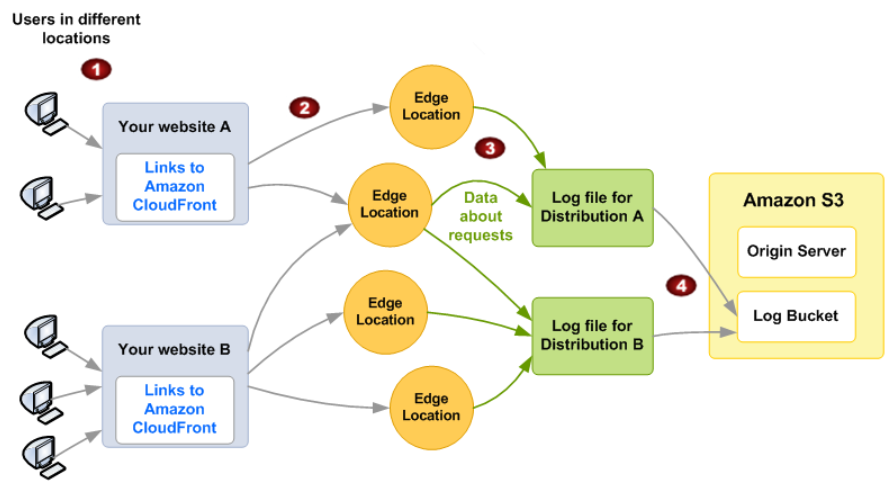 Users in different
locations
1
2
Edge
Location
Your website A
Links to
Amazon
CloudFront
3
Edge
Location
Data
about
requests
Log file for
Distribution A
Amazon S3
Origin Server
Log Bucket
4
Edge
Location
Log file for
Distribution B
Your website B
Links to
Amazon
CloudFront
Edge
Location